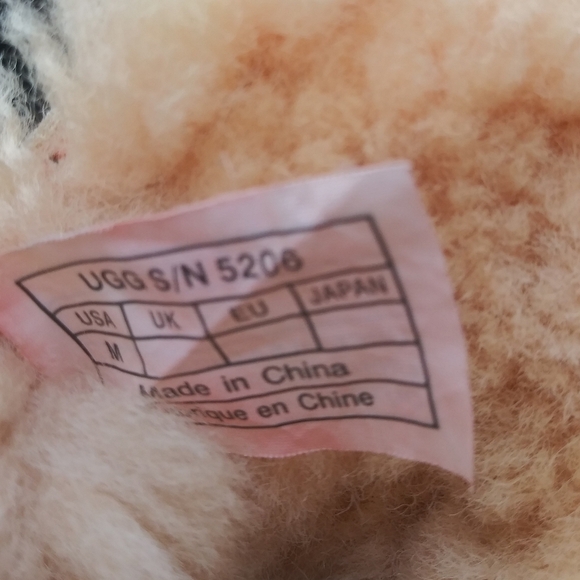 UGG S/N 5206
USA UK EU JAPAN
M
Made in China
en Chine